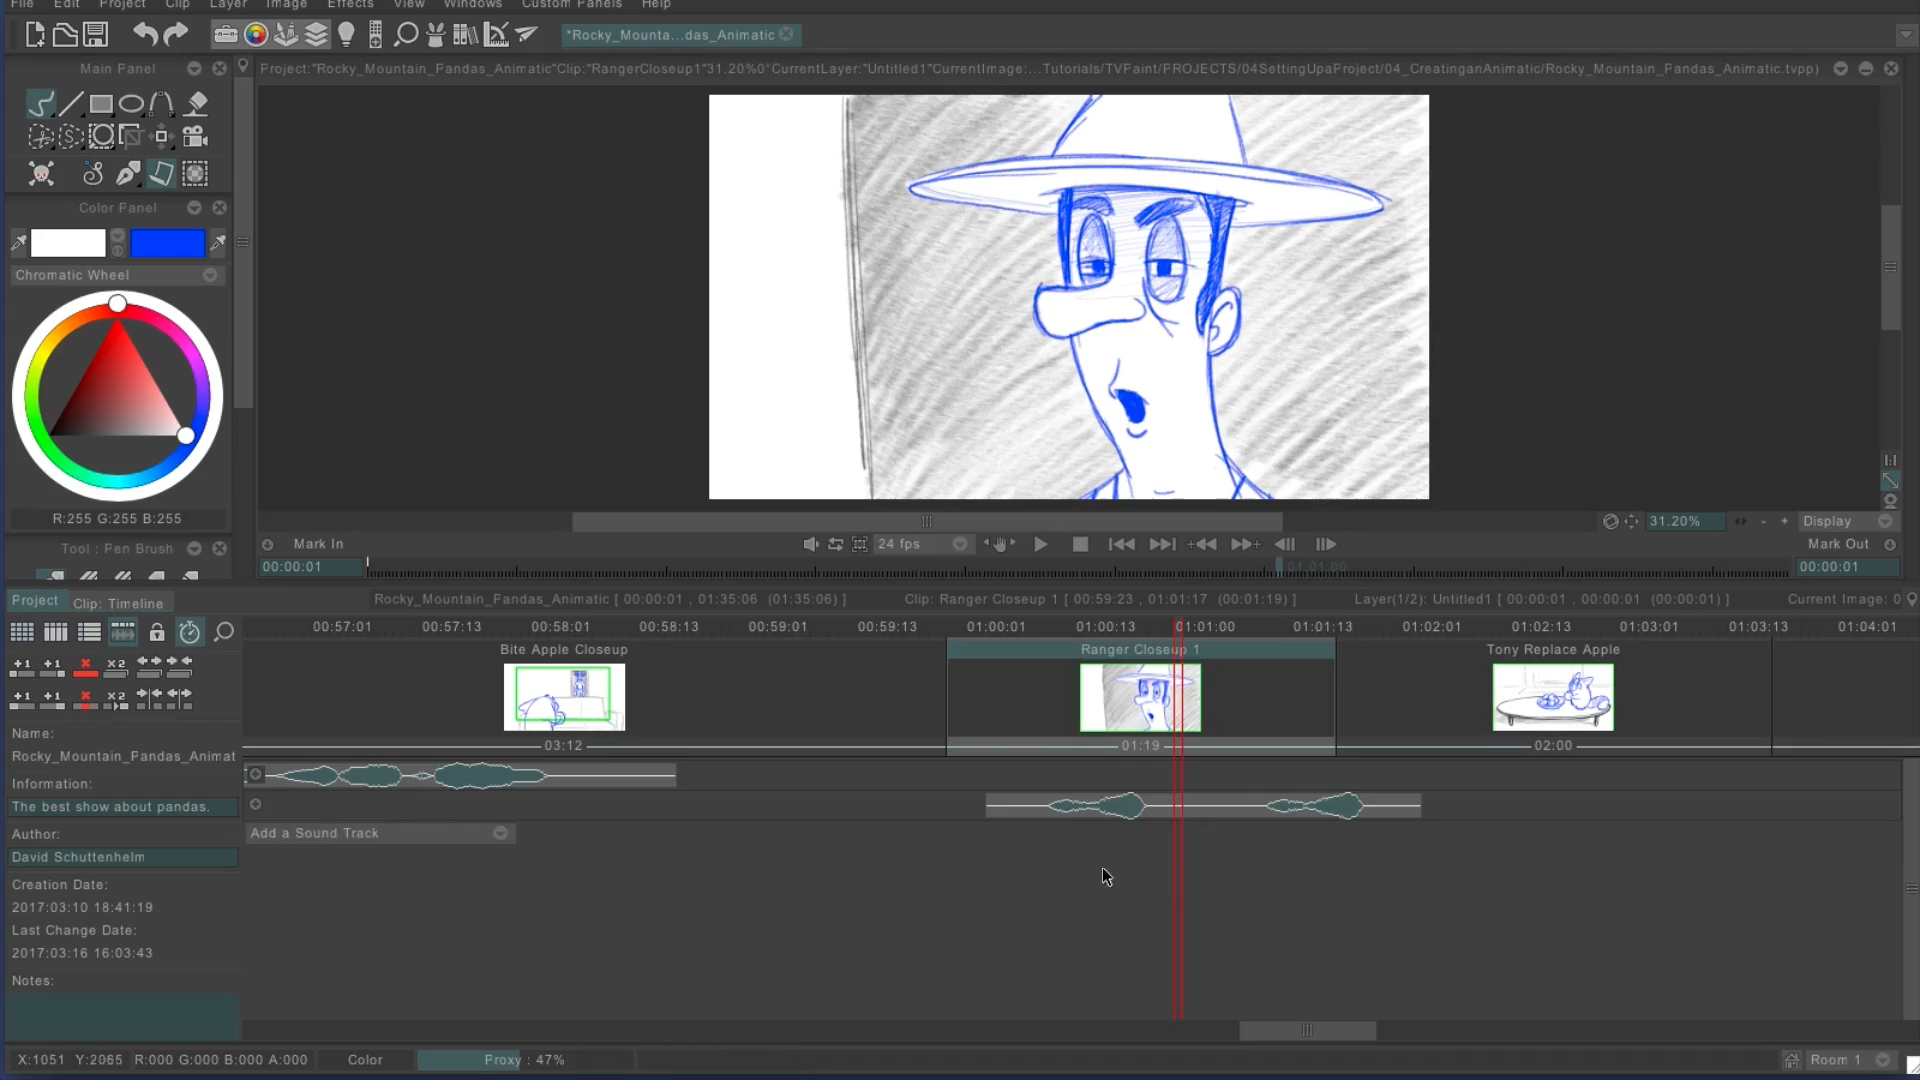 File Edit Project Clip Layer Image Effects View Windows Custom Panels Help
*Rocky_Mounta...das_Animatic
Main Panel
Project:"Rocky_Mountain_Pandas_Animatic"Clip:"RangerCloseup1"31.20%0°CurrentLayer:"Untitled1"CurrentImage:...Tutorials/TVPaint/PROJECTS/04SettingUpaProject/04_CreatinganAnimatic/Rocky_Mountain_Pandas_Animatic.tvpp)
Color Panel
Chromatic Wheel
R:255 G:255 B:255
31.20% - + Display
Tool : Pen Brush
Mark In 24 fps Mark Out
00:00:01 01:01:00 00:00:01
Project Clip: Timeline Rocky_Mountain_Pandas_Animatic [ 00:00:01 , 01:35:06 (01:35:06) ] Clip: Ranger Closeup 1 [ 00:59:23 , 01:01:17 (00:01:19) ] Layer(1/2): Untitled1 [ 00:00:01 , 00:00:01 (00:00:01) ] Current Image: 0
00:57:01 00:57:13 00:58:01 00:58:13 00:59:01 00:59:13 01:00:01 01:00:13 01:01:00 01:01:13 01:02:01 01:02:13 01:03:01 01:03:13 01:04:01
Bite Apple Closeup Ranger Closeup 1 Tony Replace Apple
+1 +1 x2
+1 +1 x2
03:12 01:19 02:00
Name:
Rocky_Mountain_Pandas_Animat
Information:
The best show about pandas.
Add a Sound Track
Author:
David Schuttenhelm
Creation Date:
2017:03:10 18:41:19
Last Change Date:
2017:03:16 16:03:43
Notes:
X:1051 Y:2065 R:000 G:000 B:000 A:000 Color Proxy : 47% Room 1